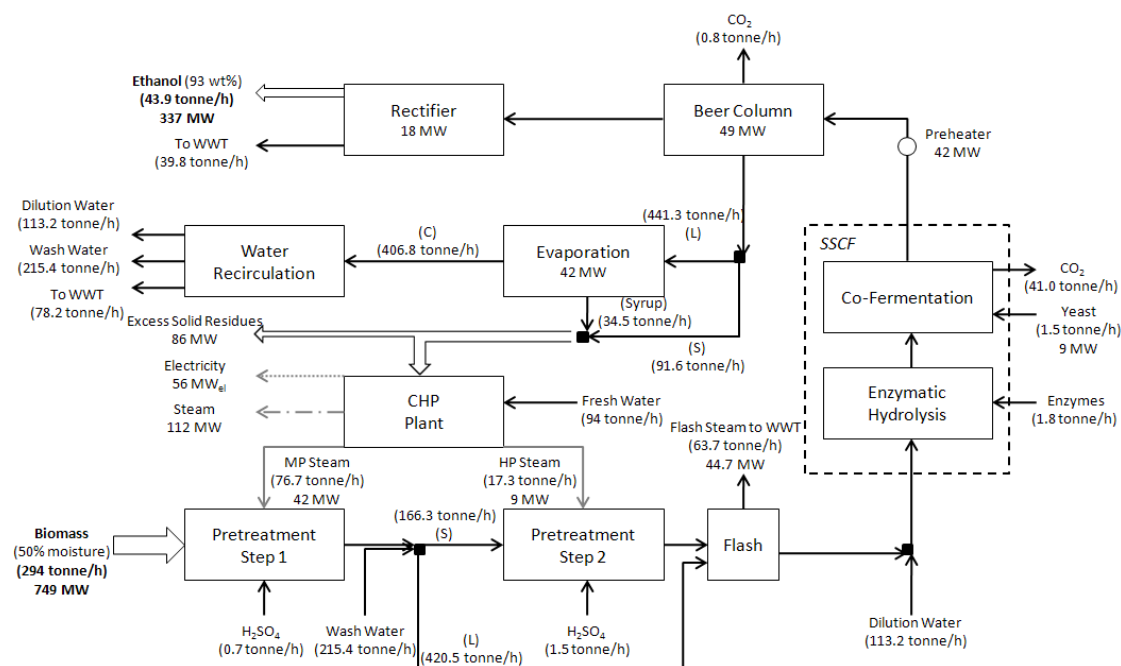 CO₂
(0.8 tonne/h)
Ethanol (93 wt%)
(43.9 tonne/h)
337 MW
Rectifier
18 MW
Beer Column
49 MW
To WWT
(39.8 tonne/h)
Preheater
42 MW
Dilution Water
(113.2 tonne/h)
Wash Water
(215.4 tonne/h)
To WWT
(78.2 tonne/h)
Water
Recirculation
(C)
(406.8 tonne/h)
Evaporation
42 MW
(441.3 tonne/h)
(L)
SSCF
Co-Fermentation
CO₂
(41.0 tonne/h)
Yeast
(1.5 tonne/h)
9 MW
(Syrup)
(34.5 tonne/h)
(S)
(91.6 tonne/h)
Excess Solid Residues
86 MW
Electricity
56 MWel
Steam
112 MW
CHP
Plant
Fresh Water
(94 tonne/h)
Enzymatic
Hydrolysis
Enzymes
(1.8 tonne/h)
Flash Steam to WWT
(63.7 tonne/h)
44.7 MW
MP Steam
(76.7 tonne/h)
42 MW
HP Steam
(17.3 tonne/h)
9 MW
Biomass
(50% moisture)
(294 tonne/h)
749 MW
Pretreatment
Step 1
(166.3 tonne/h)
(S)
Pretreatment
Step 2
Flash
H₂SO₄
(0.7 tonne/h)
Wash Water
(215.4 tonne/h)
(L)
(420.5 tonne/h)
H₂SO₄
(1.5 tonne/h)
Dilution Water
(113.2 tonne/h)